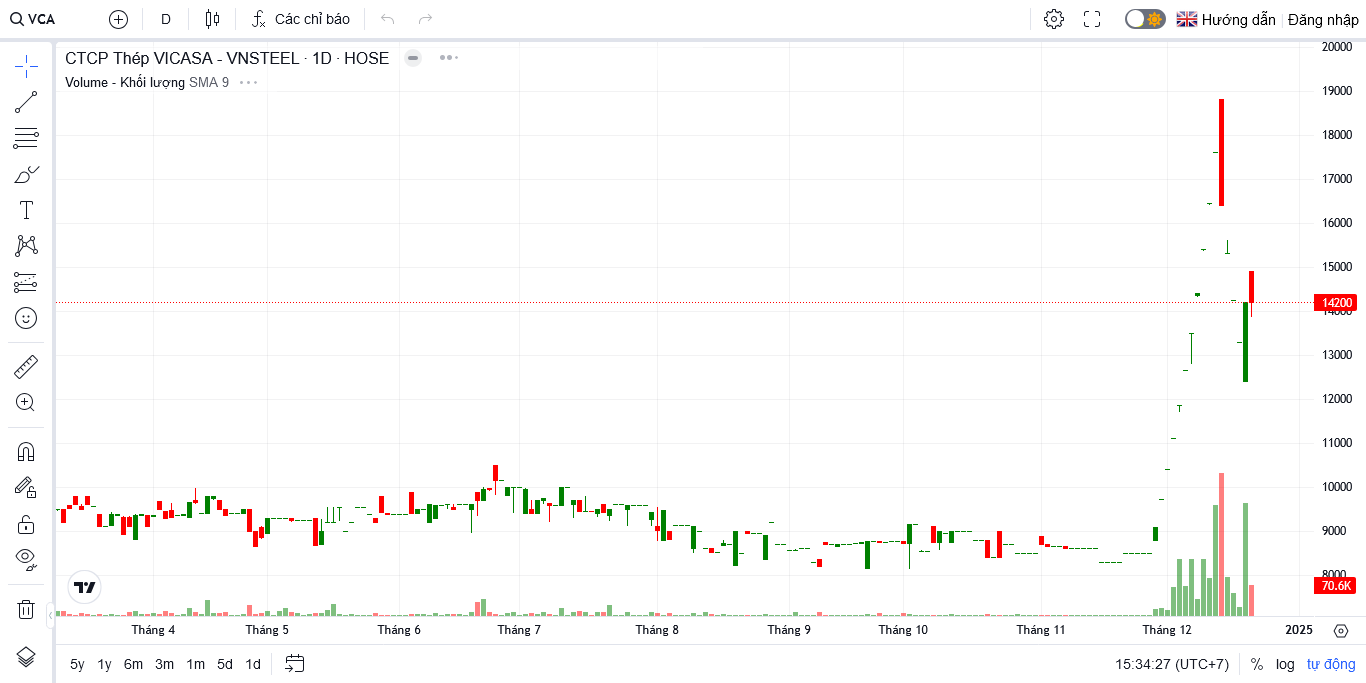 VCA D Các chỉ báo Hướng dẫn Đăng nhập
CTCP Thép VICASA - VNSTEEL · 1D · HOSE
Volume - Khối lượng SMA 9
20000
19000
18000
17000
16000
15000
14200
14000
13000
12000
11000
10000
9000
8000
70.6K
Tháng 4 Tháng 5 Tháng 6 Tháng 7 Tháng 8 Tháng 9 Tháng 10 Tháng 11 Tháng 12 2025
5y 1y 6m 3m 1m 5d 1d 15:34:27 (UTC+7) % log tự động